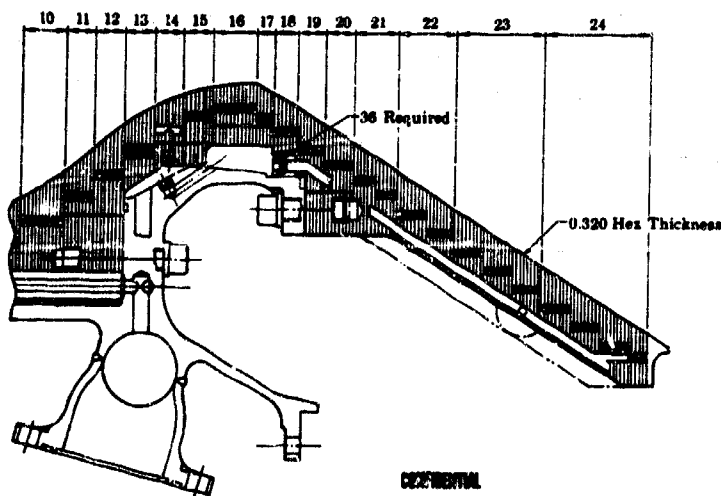 10 11 12 13 14 15 16 17 18 19 20 21 22 23 24
36 Required
0.320 Hex Thickness
CONFIDENTIAL